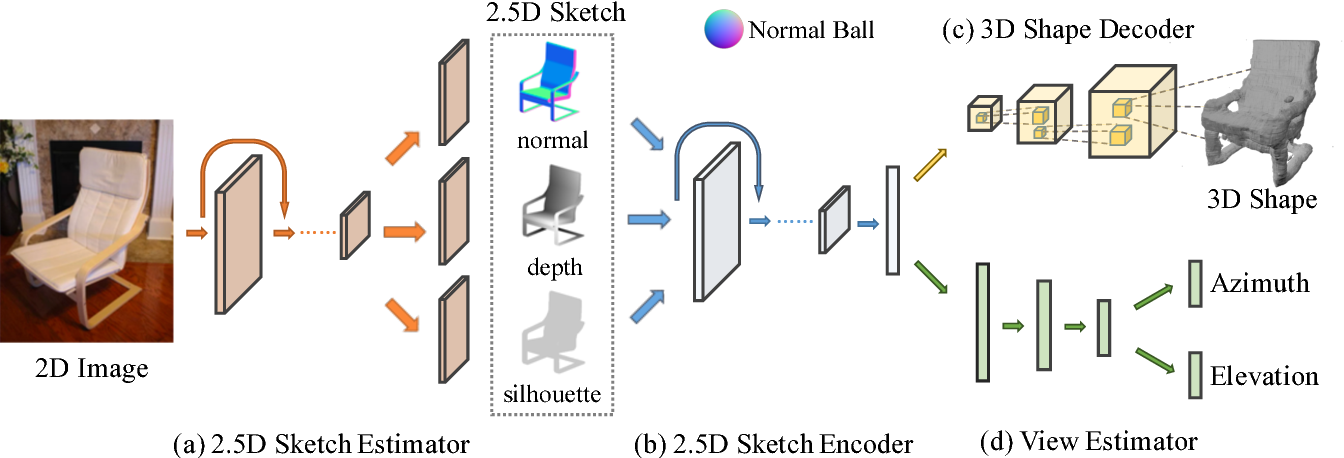 2.5D Sketch
Normal Ball
(c) 3D Shape Decoder
normal
depth
silhouette
2D Image
3D Shape
Azimuth
Elevation
(a) 2.5D Sketch Estimator
(b) 2.5D Sketch Encoder
(d) View Estimator